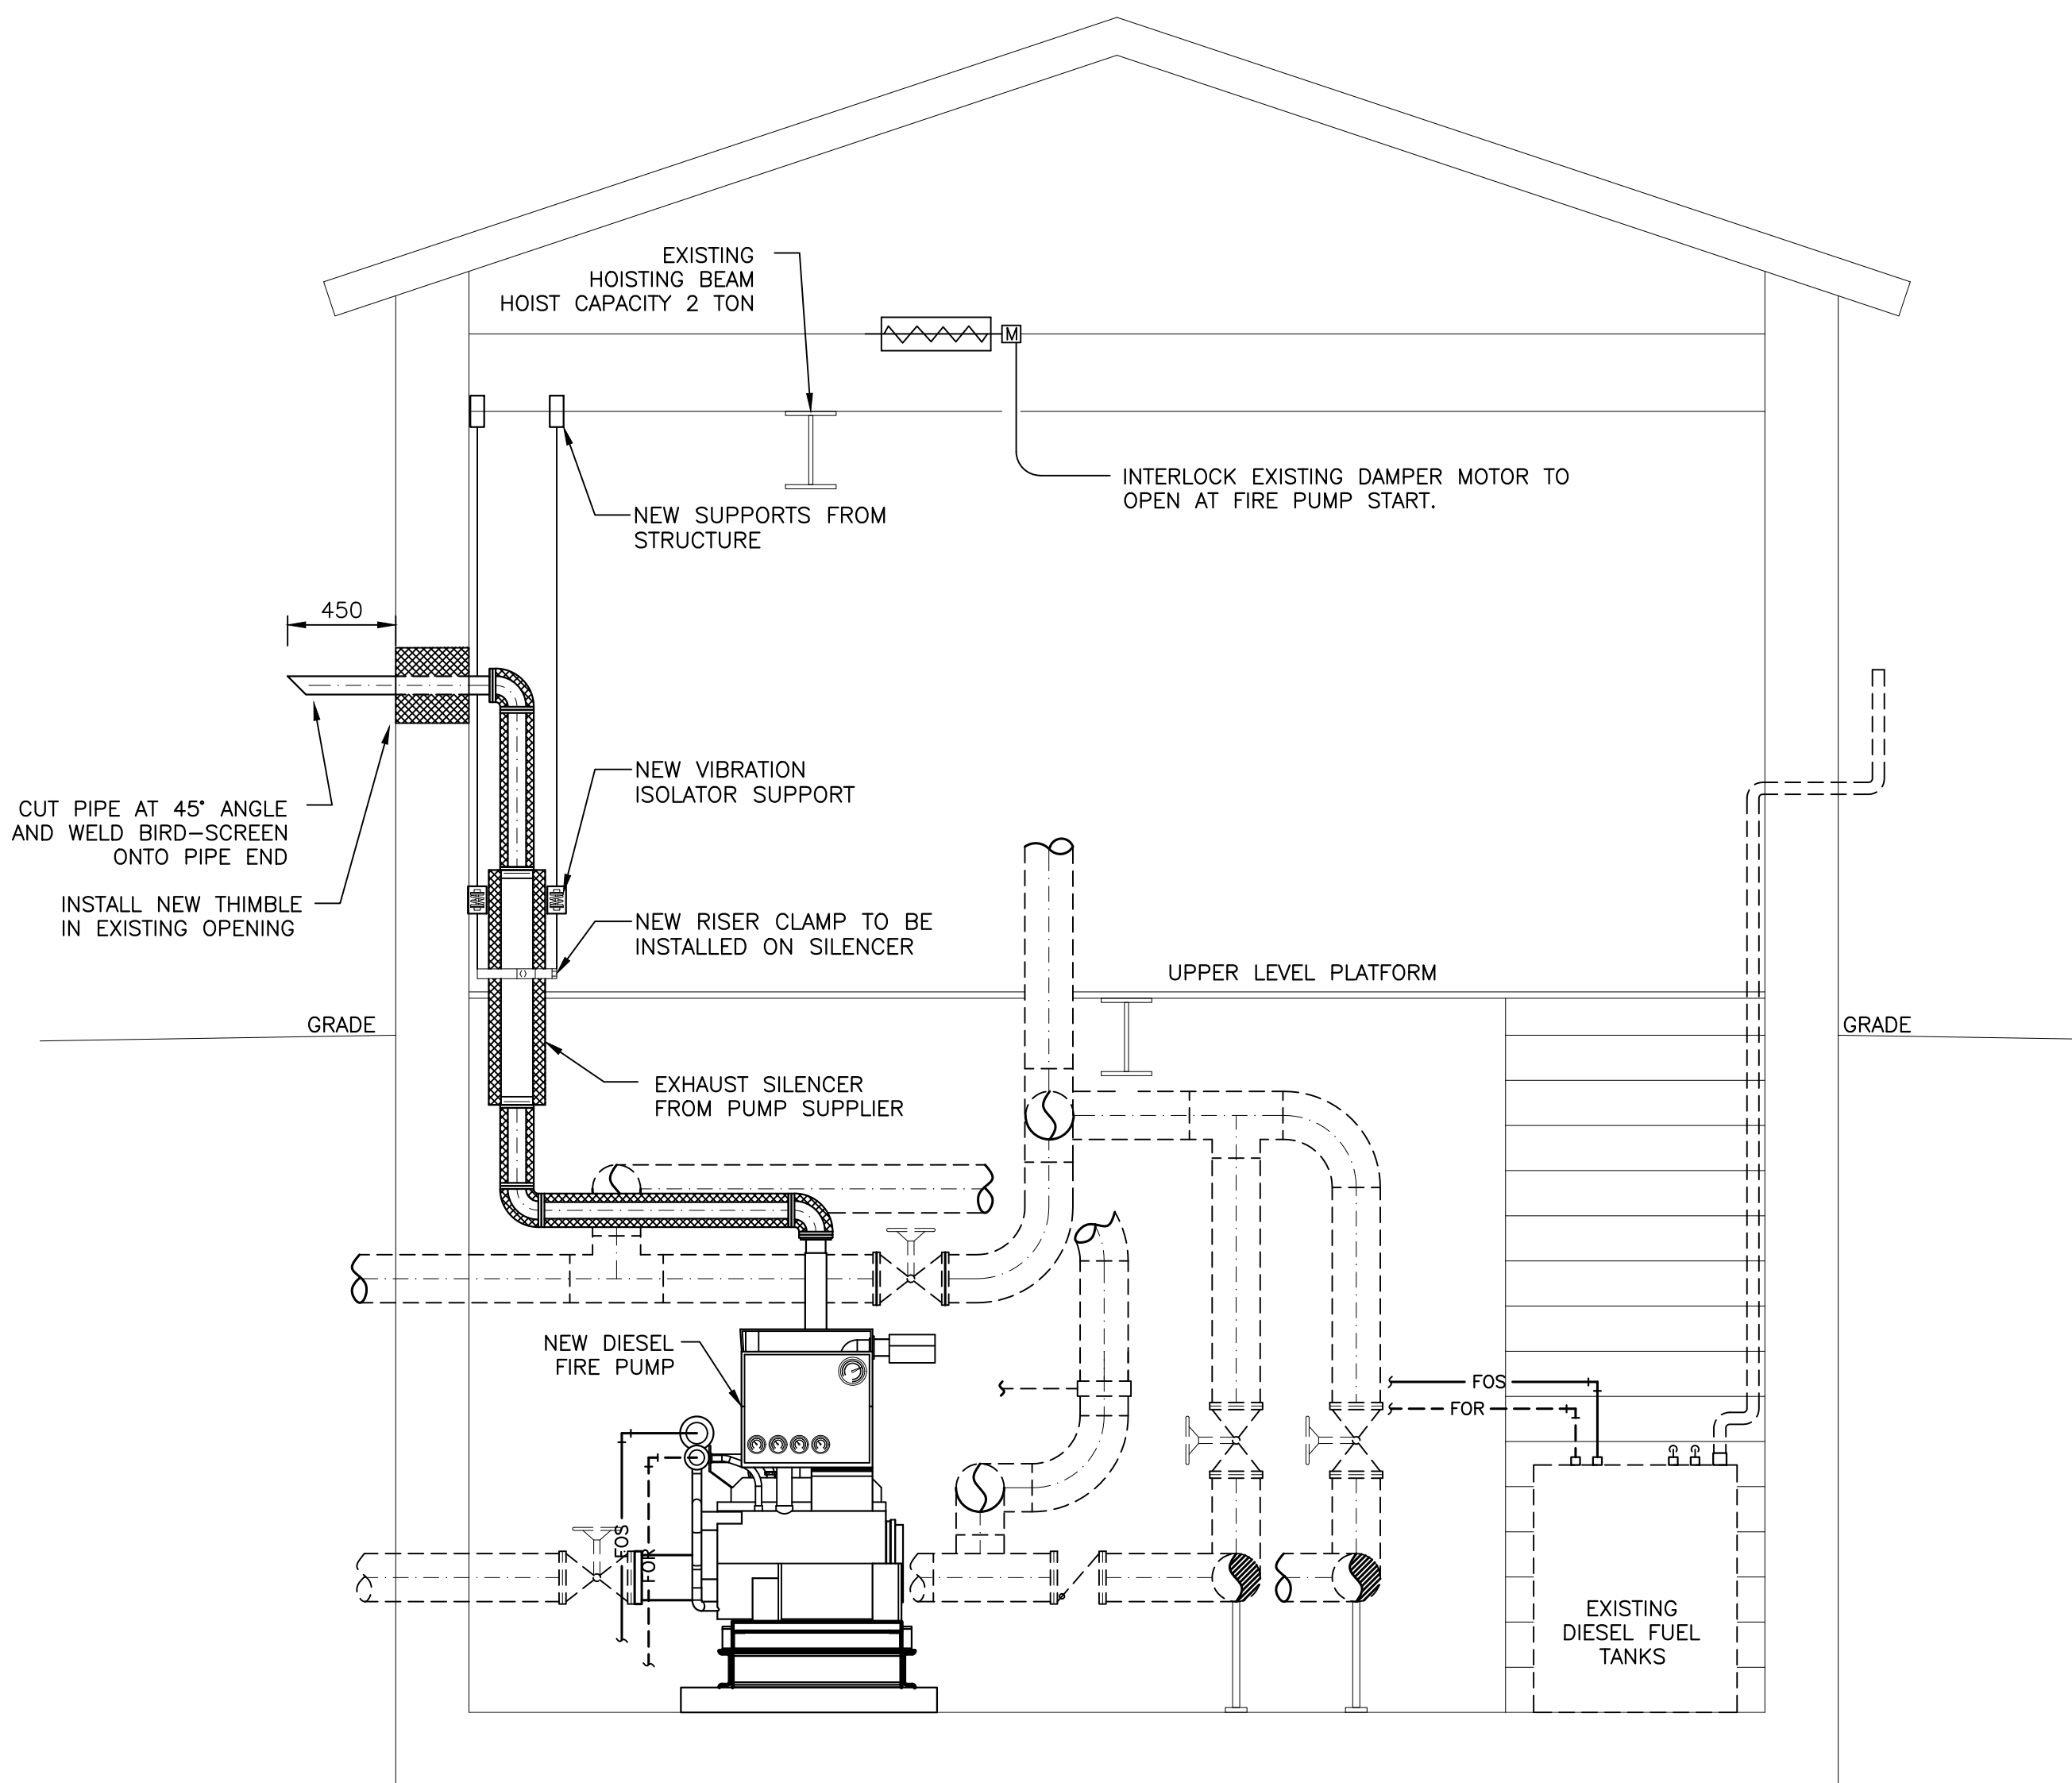 EXISTING
HOISTING BEAM
HOIST CAPACITY 2 TON
M
INTERLOCK EXISTING DAMPER MOTOR TO
OPEN AT FIRE PUMP START.
NEW SUPPORTS FROM
STRUCTURE
450
NEW VIBRATION
ISOLATOR SUPPORT
CUT PIPE AT 45° ANGLE
AND WELD BIRD-SCREEN
ONTO PIPE END
INSTALL NEW THIMBLE
IN EXISTING OPENING
NEW RISER CLAMP TO BE
INSTALLED ON SILENCER
UPPER LEVEL PLATFORM
GRADE
GRADE
EXHAUST SILENCER
FROM PUMP SUPPLIER
NEW DIESEL
FIRE PUMP
FOS
FOR
FOS
FOR
EXISTING
DIESEL FUEL
TANKS